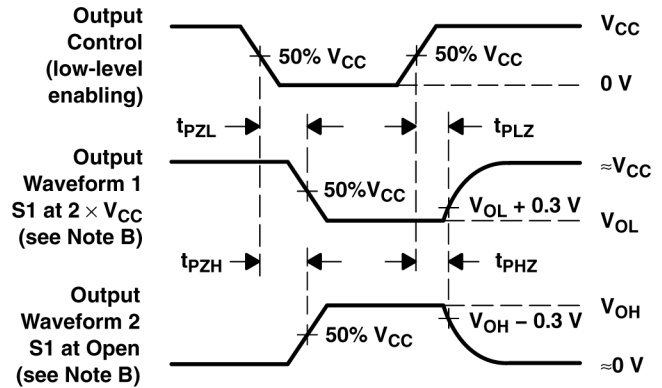 Output
Control
(low-level
enabling)
50% VCC
50% VCC
VCC
0 V
tPZL
tPLZ
Output
Waveform 1
S1 at 2 × VCC
(see Note B)
50%VCC
VOL + 0.3 V
≈VCC
VOL
tPZH
tPHZ
Output
Waveform 2
S1 at Open
(see Note B)
50% VCC
VOH − 0.3 V
VOH
≈0 V